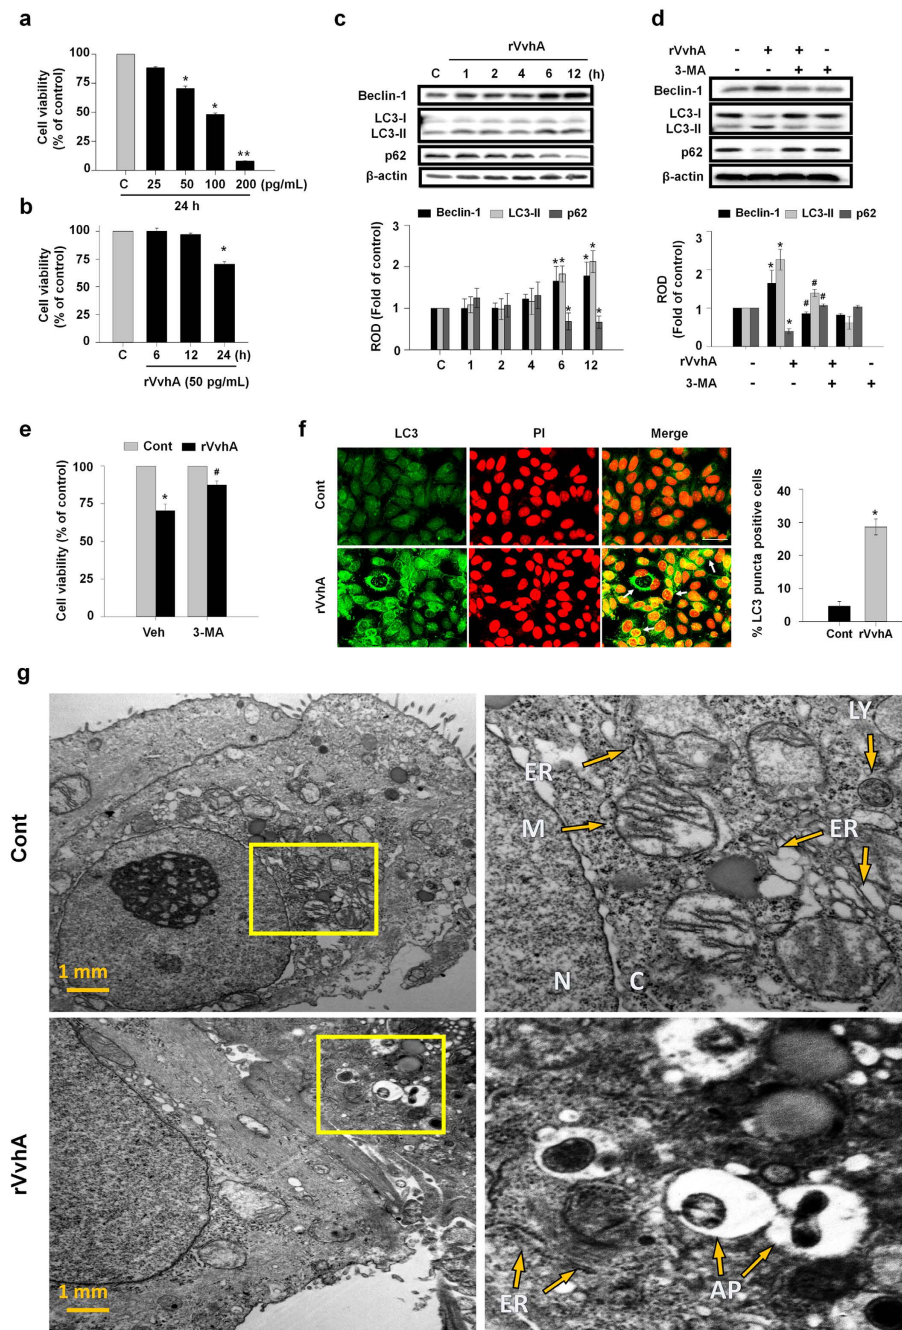 a
Cell viability
(% of control)
100
75
50
25
0
*
*
**
C 25 50 100 200 (pg/mL)
24 h
b
Cell viability
(% of control)
100
75
50
25
0
*
C 6 12 24 (h)
rVvhA (50 pg/mL)
c
rVvhA
C 1 2 4 6 12 (h)
Beclin-1
LC3-I
LC3-II
p62
β-actin
Beclin-1 LC3-II p62
ROD (Fold of control)
3
2
1
0
* * * * * *
C 1 2 4 6 12
d
rVvhA - + + -
3-MA - - + +
Beclin-1
LC3-I
LC3-II
p62
β-actin
Beclin-1 LC3-II p62
ROD
(Fold of control)
3
2
1
0
* * * # # #
rVvhA - + + -
3-MA - - + +
e
Cont rVvhA
Cell viability (% of control)
100
75
50
25
0
* #
Veh 3-MA
f
LC3 PI Merge
Cont
rVvhA
% LC3 puncta positive cells
40
30
20
10
0
*
Cont rVvhA
g
Cont
1 mm
ER
LY
M
ER
N C
rVvhA
1 mm
ER
AP